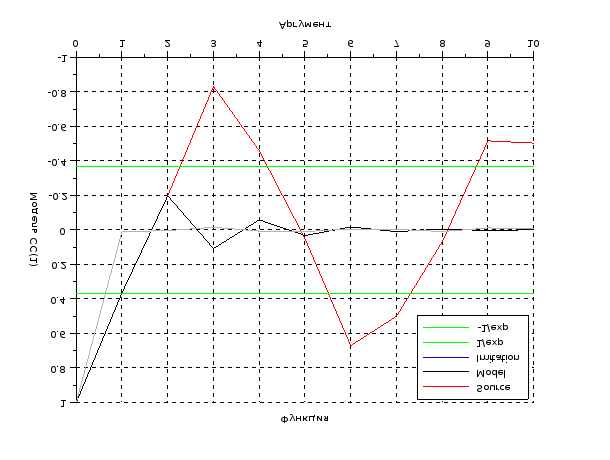 Аргумент
0 1 2 3 4 5 6 7 8 9 10
-1
-0.8
-0.6
-0.4
-0.2
0
0.2
0.4
0.6
0.8
1
Модель СС(1)
-1/exp
1/exp
Imitation
Model
Source
Функция